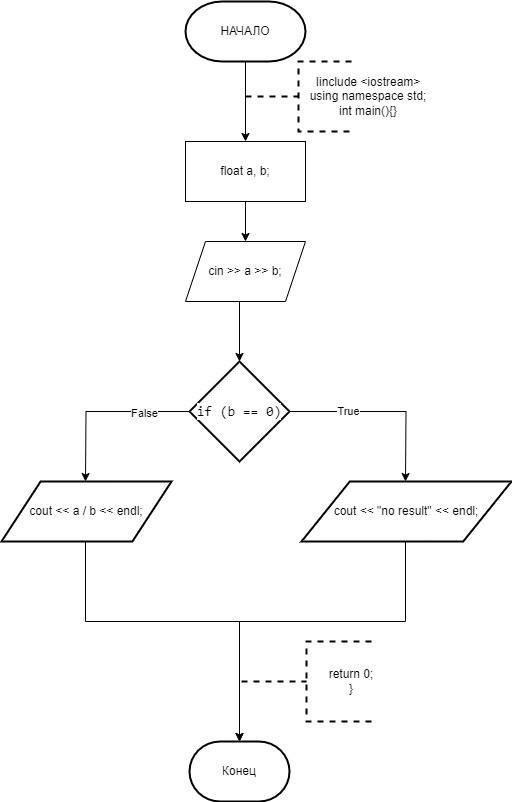 НАЧАЛО
Iinclude <iostream>
using namespace std;
int main(){}
float a, b;
cin >> a >> b;
if (b == 0)
False
True
cout << a / b << endl;
cout << "no result" << endl;
return 0;
}
Конец